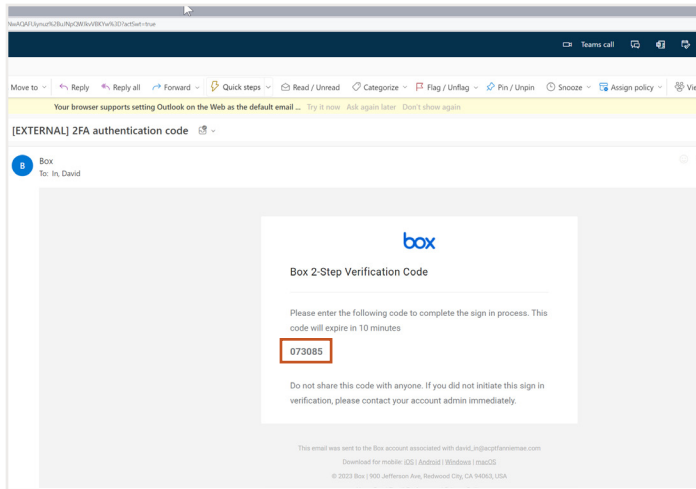 NwAQAFUiynuz%2BuJNpQWJkvVBKYw%3D?actSwt=true
Teams call
Move to Reply Reply all Forward Quick steps Read / Unread Categorize Flag / Unflag Pin / Unpin Snooze Assign policy Vie
Your browser supports setting Outlook on the Web as the default email ... Try it now Ask again later Don't show again
[EXTERNAL] 2FA authentication code
B
Box
To: In, David
box
Box 2-Step Verification Code
Please enter the following code to complete the sign in process. This
code will expire in 10 minutes
073085
Do not share this code with anyone. If you did not initiate this sign in
verification, please contact your account admin immediately.
This email was sent to the Box account associated with david_in@acptfanniemae.com
Download for mobile: iOS | Android | Windows | macOS
© 2023 Box | 900 Jefferson Ave, Redwood City, CA 94063, USA